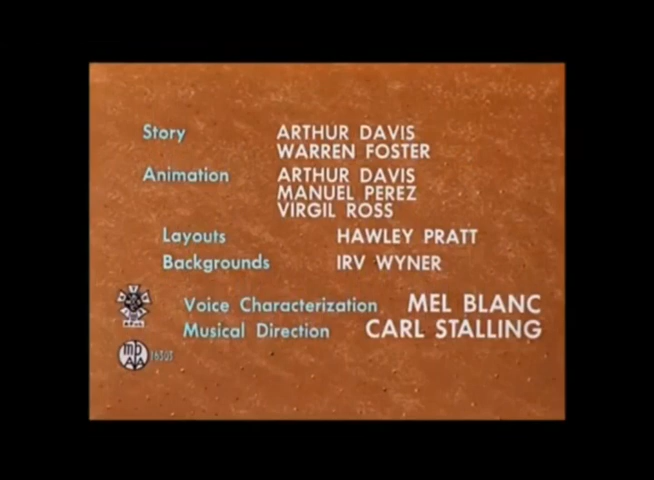 Story ARTHUR DAVIS
WARREN FOSTER
Animation ARTHUR DAVIS
MANUEL PEREZ
VIRGIL ROSS
Layouts HAWLEY PRATT
Backgrounds IRV WYNER
Voice Characterization MEL BLANC
Musical Direction CARL STALLING